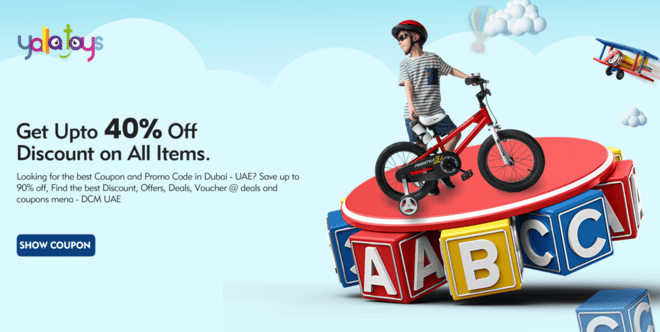 yalla toys
Get Upto 40% Off
Discount on All Items.
Looking for the best Coupon and Promo Code in Dubai - UAE? Save up to
90% off, Find the best Discount, Offers, Deals, Voucher @ deals and
coupons mena - DCM UAE
SHOW COUPON
A A B C C